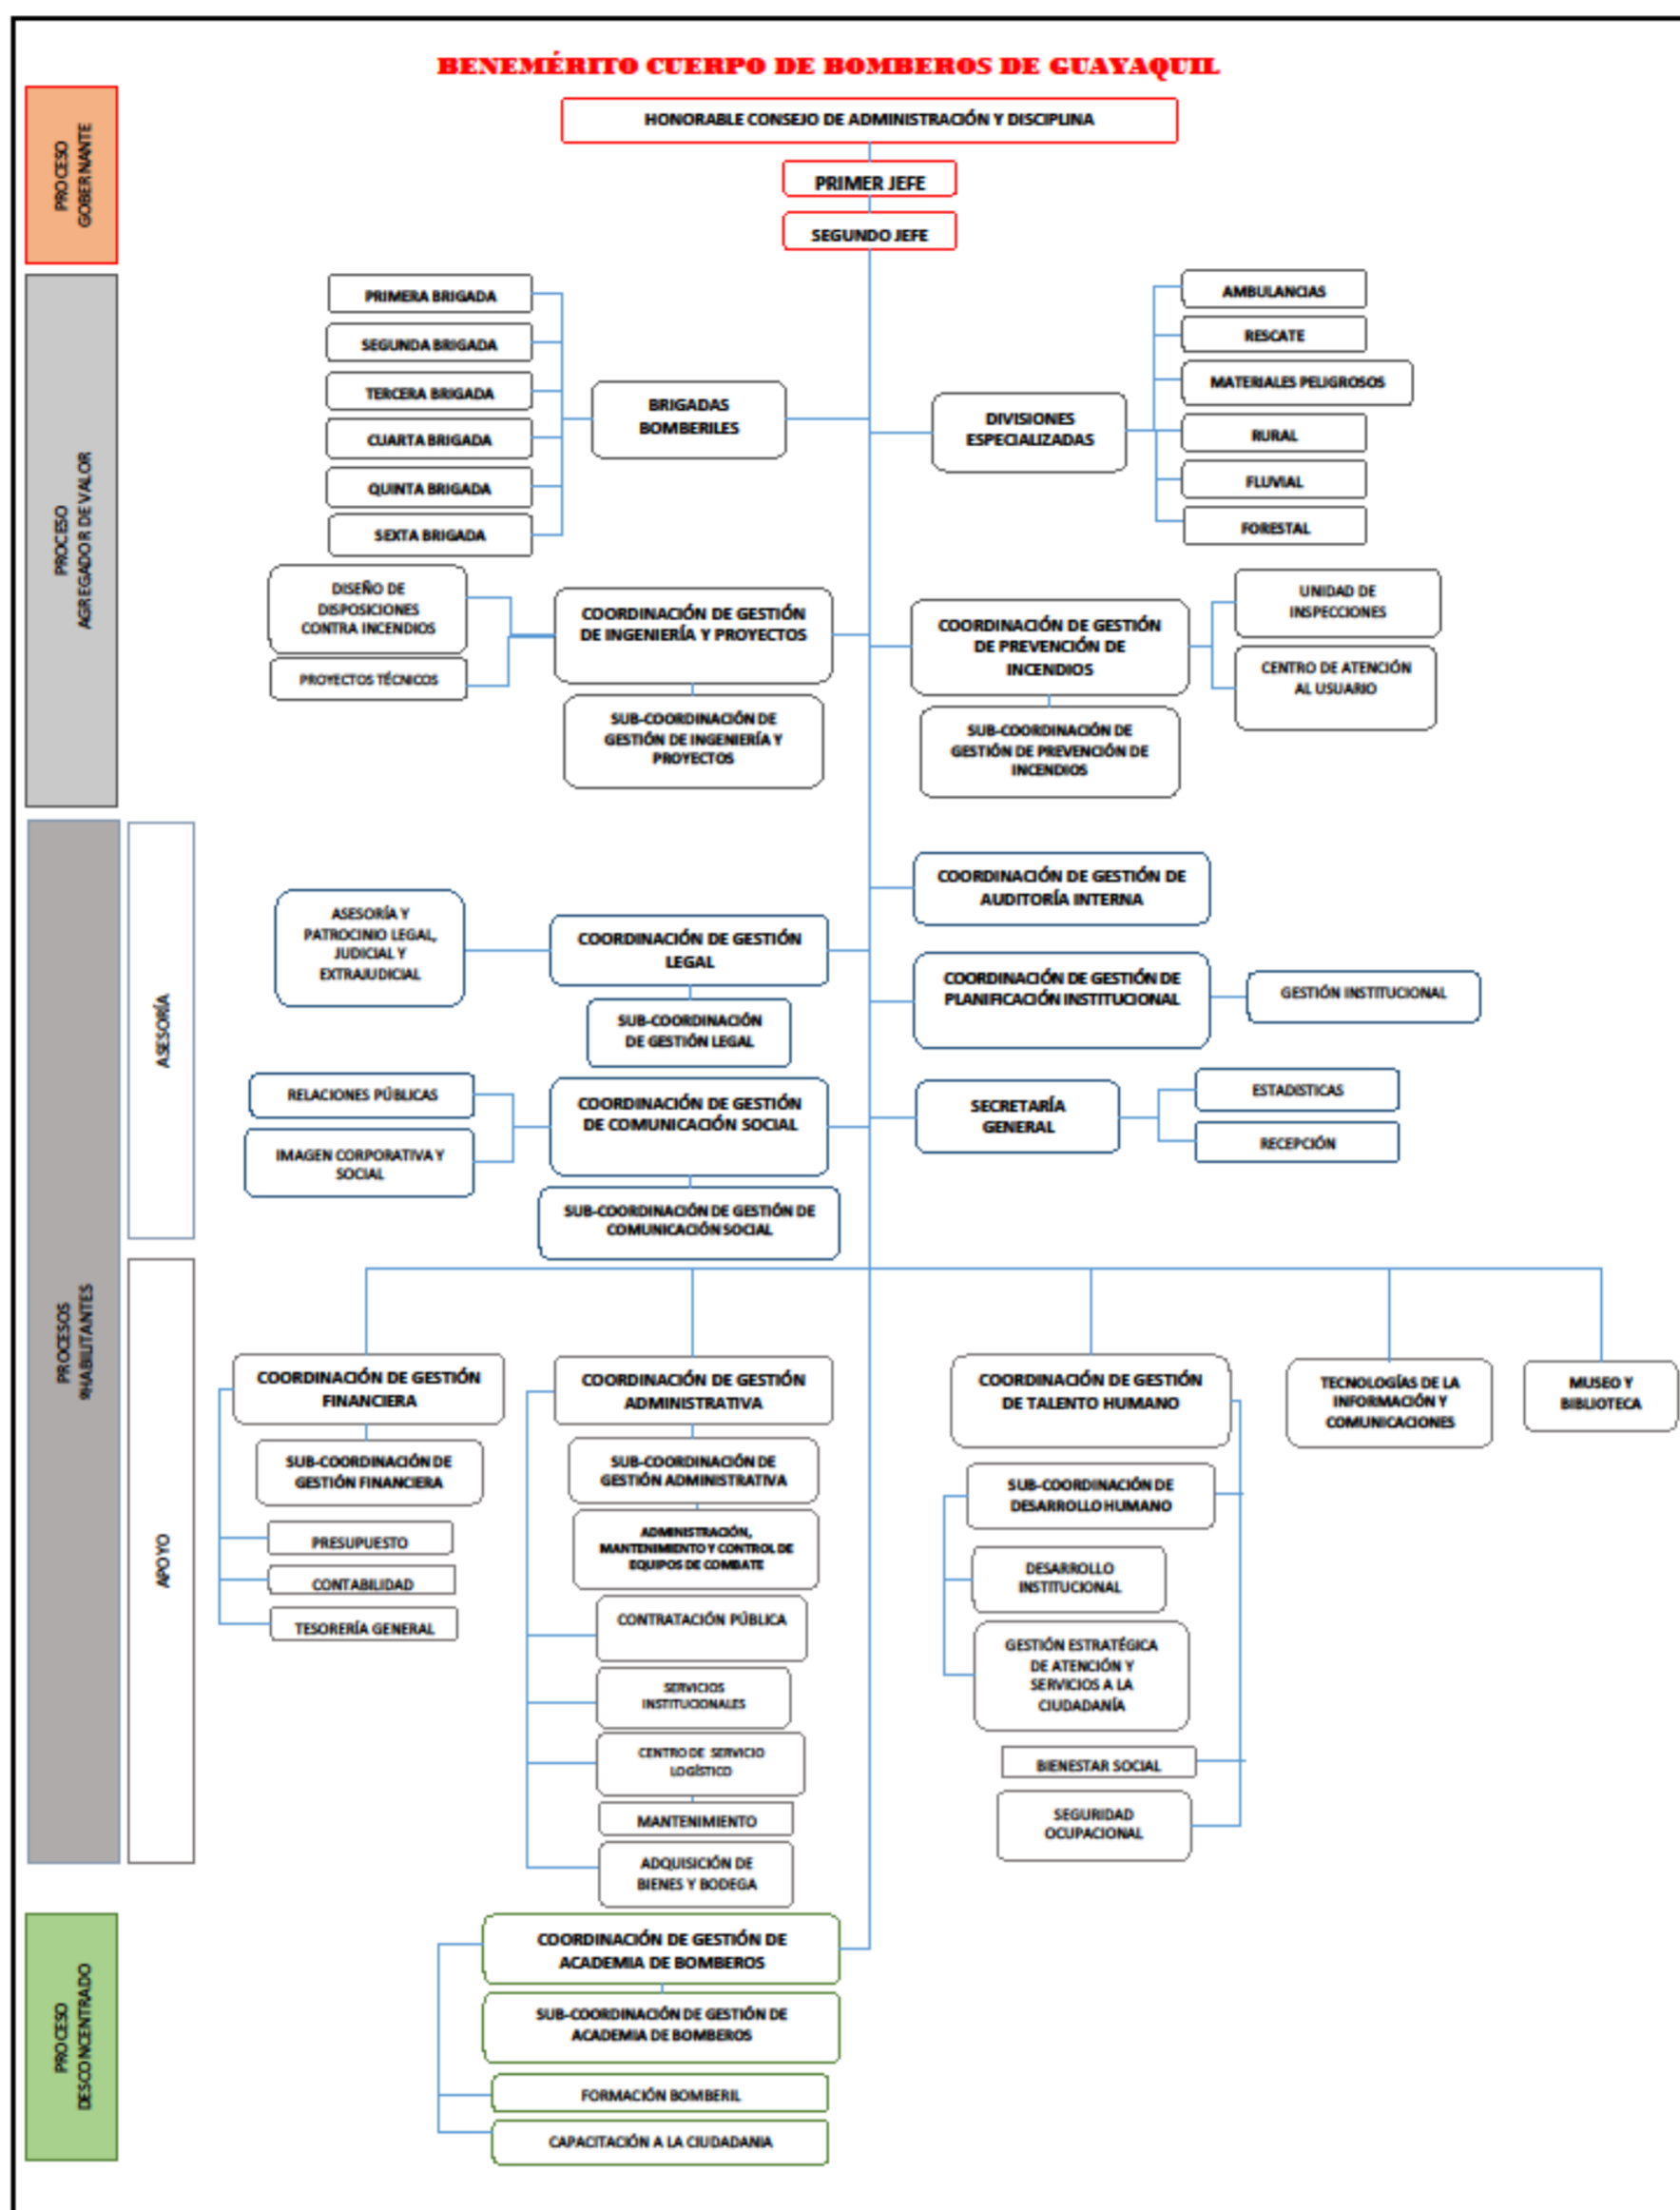 BENEMÉRITO CUERPO DE BOMBEROS DE GUAYAQUIL
PROCESO
GOBERNANTE
HONORABLE CONSEJO DE ADMINISTRACIÓN Y DISCIPLINA
PRIMER JEFE
SEGUNDO JEFE
PROCESO
AGREGADOR DE VALOR
PRIMERA BRIGADA
SEGUNDA BRIGADA
TERCERA BRIGADA
CUARTA BRIGADA
QUINTA BRIGADA
SEXTA BRIGADA
BRIGADAS
BOMBERILES
DIVISIONES
ESPECIALIZADAS
AMBULANCIAS
RESCATE
MATERIALES PELIGROSOS
RURAL
FLUVIAL
FORESTAL
DISEÑO DE
DISPOSICIONES
CONTRA INCENDIOS
PROYECTOS TÉCNICOS
COORDINACIÓN DE GESTIÓN
DE INGENIERÍA Y PROYECTOS
SUB-COORDINACIÓN DE
GESTIÓN DE INGENIERÍA Y
PROYECTOS
COORDINACIÓN DE GESTIÓN
DE PREVENCIÓN DE
INCENDIOS
SUB-COORDINACIÓN DE
GESTIÓN DE PREVENCIÓN DE
INCENDIOS
UNIDAD DE
INSPECCIONES
CENTRO DE ATENCIÓN
AL USUARIO
PROCESOS
HABILITANTES
ASESORÍA
ASESORÍA Y
PATROCINIO LEGAL,
JUDICIAL Y
EXTRAJUDICIAL
COORDINACIÓN DE GESTIÓN
LEGAL
SUB-COORDINACIÓN
DE GESTIÓN LEGAL
COORDINACIÓN DE GESTIÓN DE
AUDITORÍA INTERNA
COORDINACIÓN DE GESTIÓN DE
PLANIFICACIÓN INSTITUCIONAL
GESTIÓN INSTITUCIONAL
RELACIONES PÚBLICAS
IMAGEN CORPORATIVA Y
SOCIAL
COORDINACIÓN DE GESTIÓN
DE COMUNICACIÓN SOCIAL
SUB-COORDINACIÓN DE GESTIÓN DE
COMUNICACIÓN SOCIAL
SECRETARÍA
GENERAL
ESTADISTICAS
RECEPCIÓN
APOYO
COORDINACIÓN DE GESTIÓN
FINANCIERA
SUB-COORDINACIÓN DE
GESTIÓN FINANCIERA
PRESUPUESTO
CONTABILIDAD
TESORERÍA GENERAL
COORDINACIÓN DE GESTIÓN
ADMINISTRATIVA
SUB-COORDINACIÓN DE
GESTIÓN ADMINISTRATIVA
ADMINISTRACIÓN,
MANTENIMIENTO Y CONTROL DE
EQUIPOS DE COMBATE
CONTRATACIÓN PÚBLICA
SERVICIOS
INSTITUCIONALES
CENTRO DE SERVICIO
LOGÍSTICO
MANTENIMIENTO
ADQUISICIÓN DE
BIENES Y BODEGA
COORDINACIÓN DE GESTIÓN
DE TALENTO HUMANO
SUB-COORDINACIÓN DE
DESARROLLO HUMANO
DESARROLLO
INSTITUCIONAL
GESTIÓN ESTRATÉGICA
DE ATENCIÓN Y
SERVICIOS A LA
CIUDADANÍA
BIENESTAR SOCIAL
SEGURIDAD
OCUPACIONAL
TECNOLOGÍAS DE LA
INFORMACIÓN Y
COMUNICACIONES
MUSEO Y
BIBLIOTECA
PROCESO
DESCONCENTRADO
COORDINACIÓN DE GESTIÓN DE
ACADEMIA DE BOMBEROS
SUB-COORDINACIÓN DE GESTIÓN DE
ACADEMIA DE BOMBEROS
FORMACIÓN BOMBERIL
CAPACITACIÓN A LA CIUDADANIA